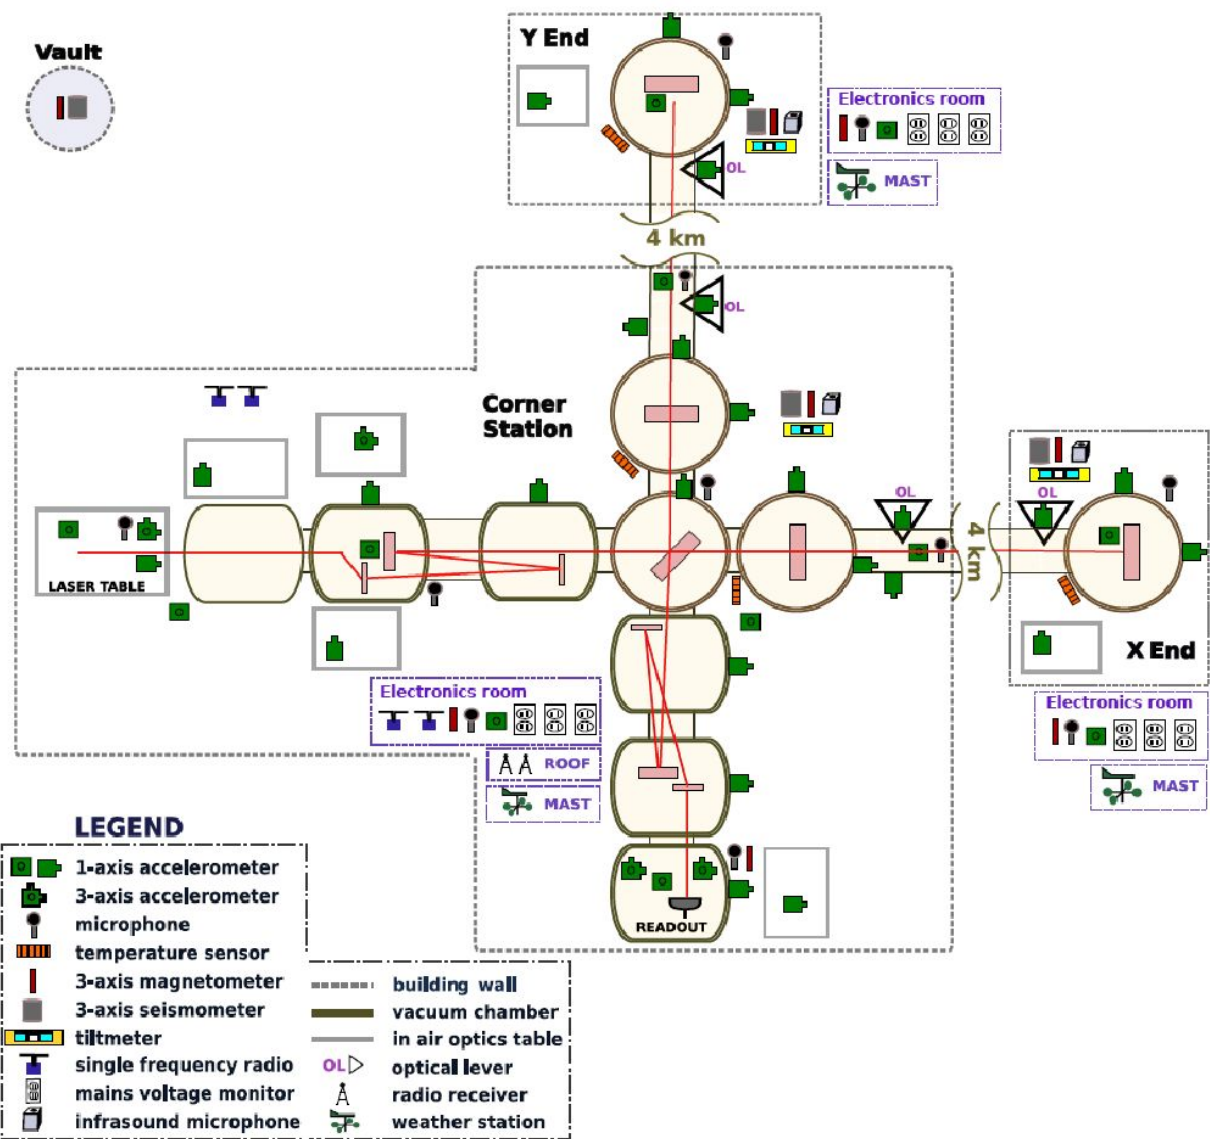 Vault
Y End
Electronics room
OL
MAST
4 km
OL
Corner
Station
OL
OL
4 km
LASER TABLE
X End
Electronics room
Electronics room
ROOF
MAST
MAST
READOUT
LEGEND
1-axis accelerometer
3-axis accelerometer
microphone
temperature sensor
3-axis magnetometer
3-axis seismometer
tiltmeter
single frequency radio
mains voltage monitor
infrasound microphone
building wall
vacuum chamber
in air optics table
OL optical lever
radio receiver
weather station